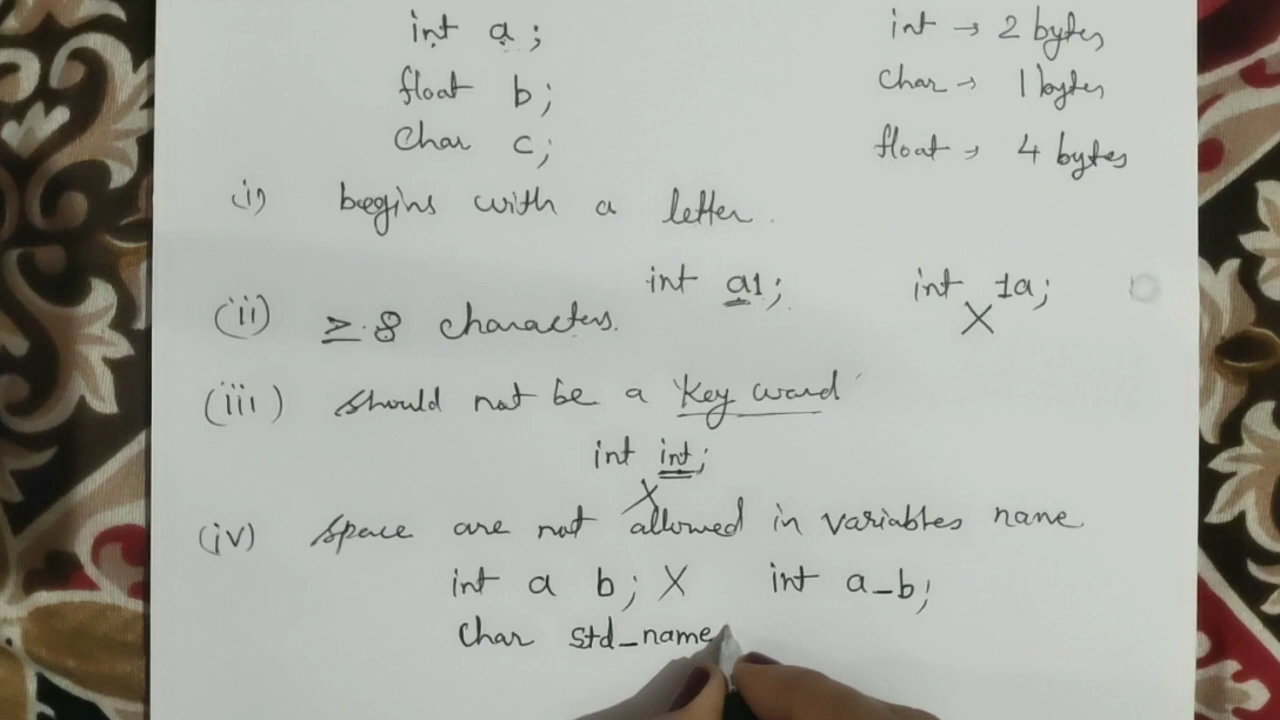 int a; int → 2 bytes
float b; char → 1 bytes
Char c; float → 4 bytes
(i) begins with a letter.
int a1; int 1a; X
(ii) ≥ 8 characters.
(iii) should not be a 'Key word'
int int; X
(iv) space are not allowed in variables name
int a b; X int a_b;
Char std_name